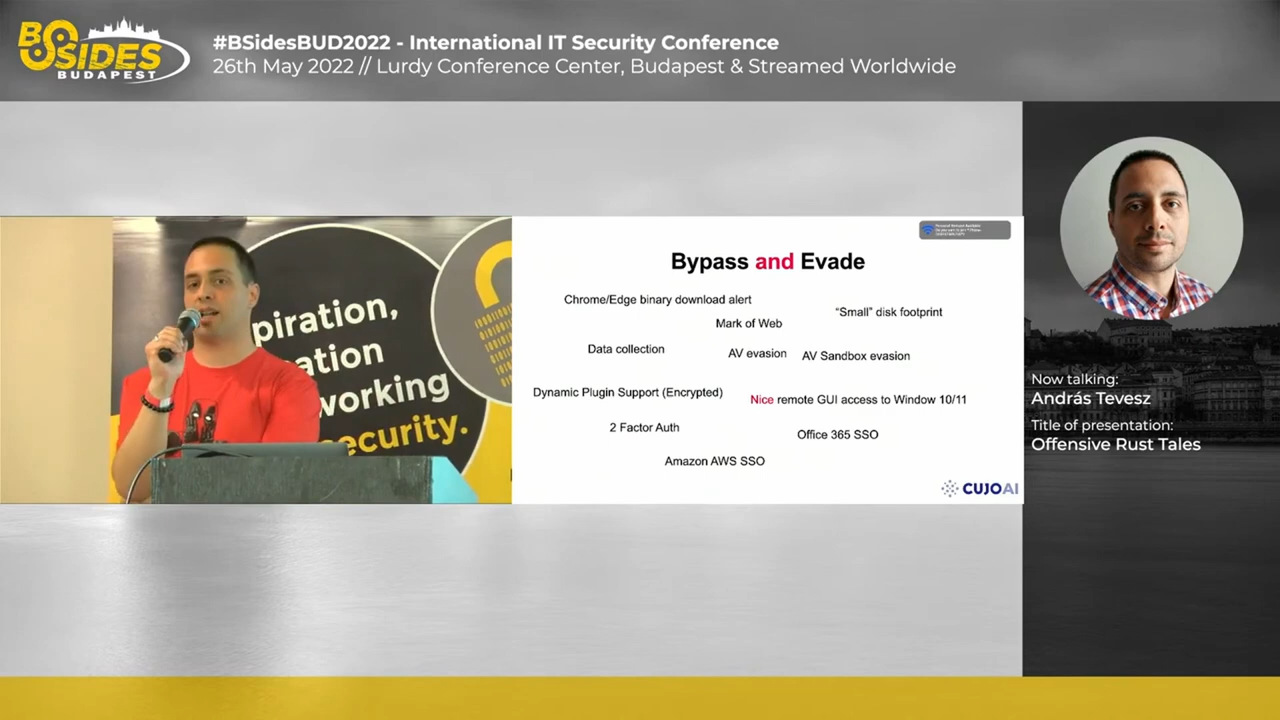 BSIDES
BUDAPEST
#BSidesBUD2022 - International IT Security Conference
26th May 2022 // Lurdy Conference Center, Budapest & Streamed Worldwide
piration,
ation
working
security.
Bypass and Evade
Chrome/Edge binary download alert
"Small" disk footprint
Mark of Web
Data collection
AV evasion
AV Sandbox evasion
Dynamic Plugin Support (Encrypted)
Nice remote GUI access to Window 10/11
2 Factor Auth
Office 365 SSO
Amazon AWS SSO
CUJOAI
Now talking:
András Tevesz
Title of presentation:
Offensive Rust Tales